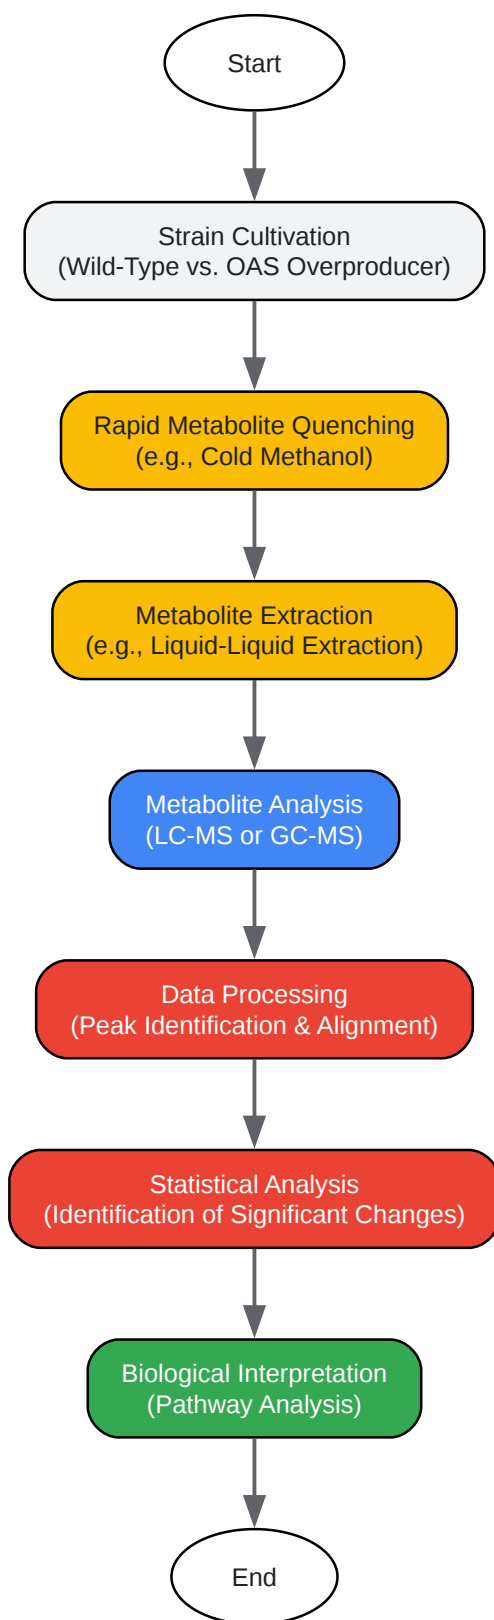 Start
Strain Cultivation
(Wild-Type vs. OAS Overproducer)
Rapid Metabolite Quenching
(e.g., Cold Methanol)
Metabolite Extraction
(e.g., Liquid-Liquid Extraction)
Metabolite Analysis
(LC-MS or GC-MS)
Data Processing
(Peak Identification & Alignment)
Statistical Analysis
(Identification of Significant Changes)
Biological Interpretation
(Pathway Analysis)
End